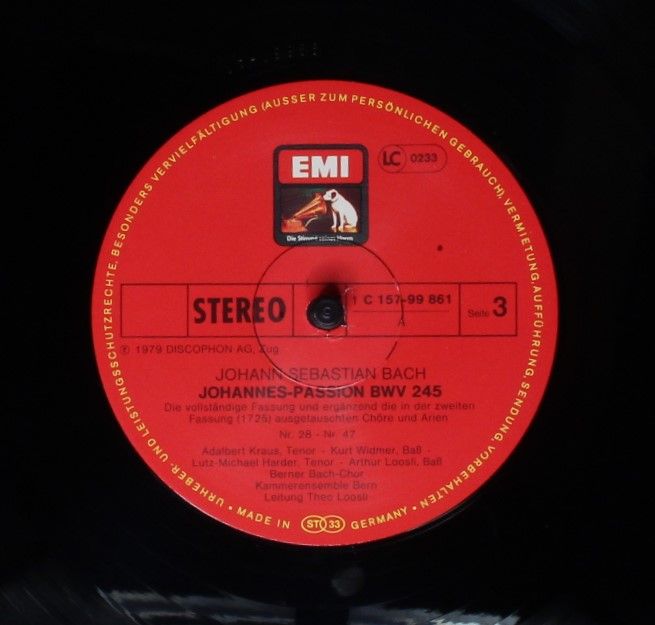 URHEBER- UND LEISTUNGSSCHUTZRECHTE, BESONDERS VERVIELFÄLTIGUNG (AUSSER ZUM PERSÖNLICHEN GEBRAUCH), VERMIETUNG, AUFFÜHRUNG, SENDUNG VORBEHALTEN •
EMI
LC 0233
Die Stimme seines Herrn
STEREO
1 C 157-99 861
A
Seite 3
℗ 1979 DISCOPHON AG, Zug
JOHANN SEBASTIAN BACH
JOHANNES-PASSION BWV 245
Die vollständige Fassung und ergänzend die in der zweiten
Fassung (1725) ausgetauschten Chöre und Arien
Nr. 28 - Nr. 47
Adalbert Kraus, Tenor - Kurt Widmer, Baß -
Lutz-Michael Harder, Tenor - Arthur Loosli, Baß
Berner Bach-Chor
Kammerensemble Bern
Leitung Theo Loosli
• MADE IN ST 33 GERMANY •